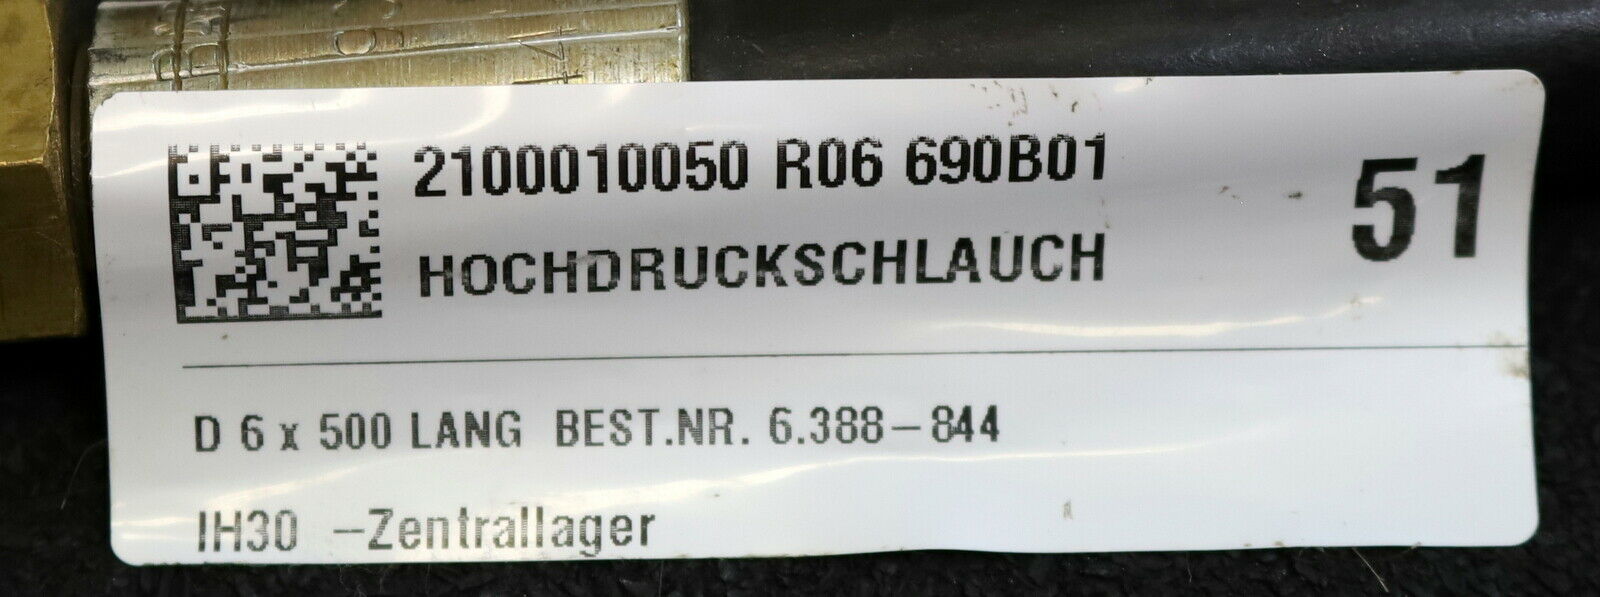 2100010050 R06 690B01
51
HOCHDRUCKSCHLAUCH
D 6 x 500 LANG BEST.NR. 6.388-844
IH30 -Zentrallager